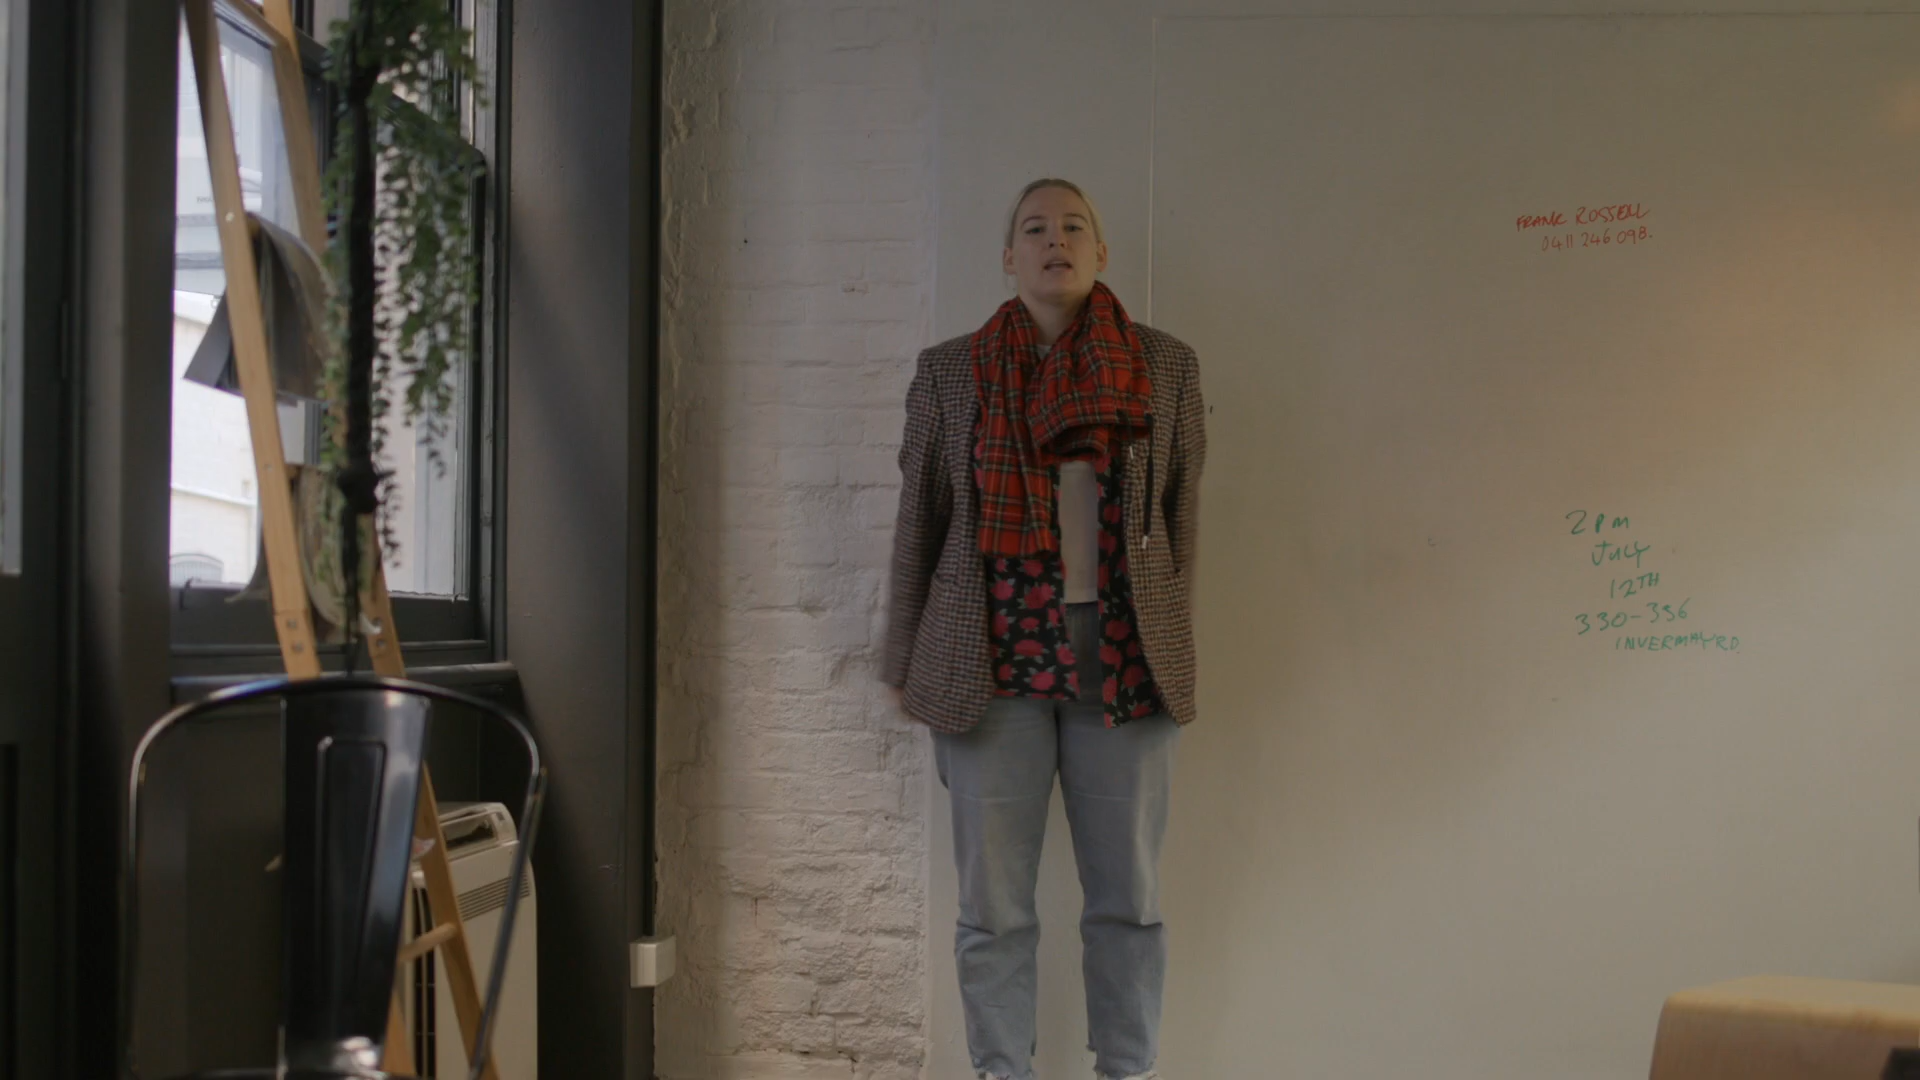 FRANK ROSSELL
0411 246 098.
2PM
JULY
12TH
330-336
INVERMAY RD.